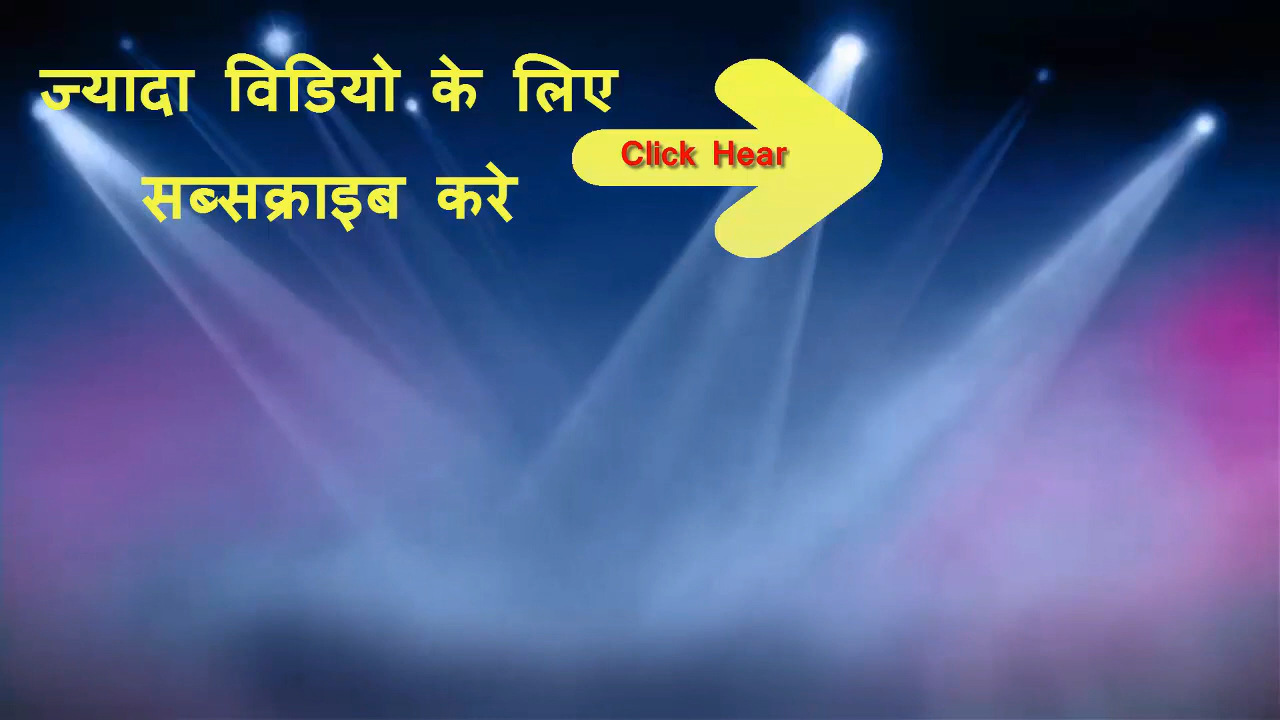 ज्यादा विडियो के लिए
Click Hear
सब्सक्राइब करे